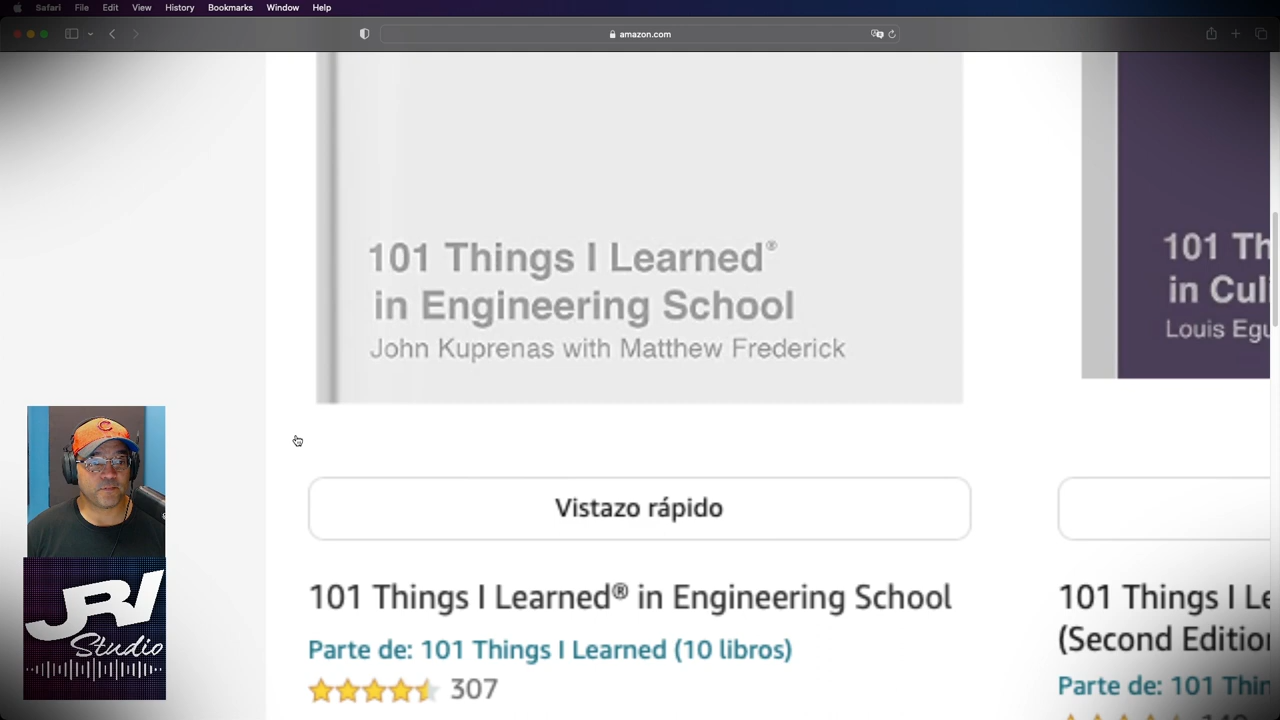 Safari File Edit View History Bookmarks Window Help
amazon.com
101 Things I Learned®
in Engineering School
John Kuprenas with Matthew Frederick
101 Th
in Culi
Louis Egu
Vistazo rápido
101 Things I Learned® in Engineering School
Parte de: 101 Things I Learned (10 libros)
307
101 Things I Le
(Second Edition
Parte de: 101 Thin
C
JRV
Studio